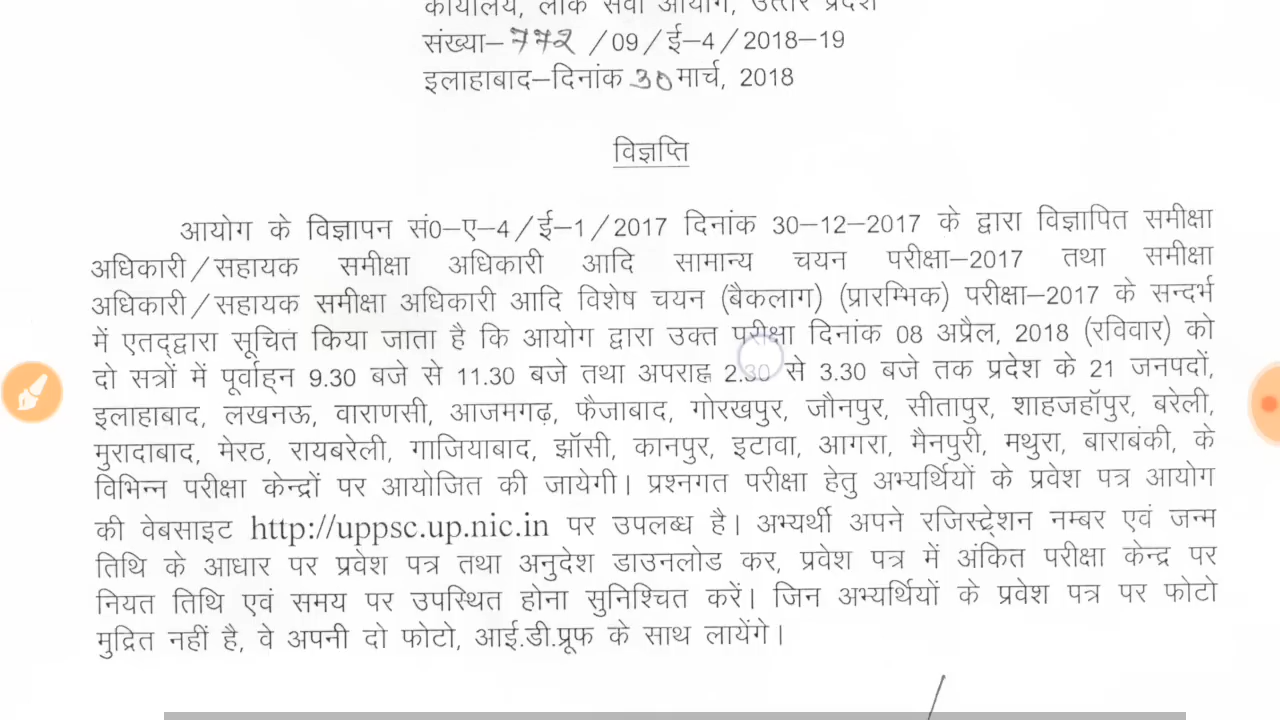 कार्यालय, लोक सेवा आयोग, उत्तर प्रदेश
संख्या–772 /09/ई–4/2018–19
इलाहाबाद–दिनांक 30 मार्च, 2018
विज्ञप्ति
आयोग के विज्ञापन सं0–ए–4/ई–1/2017 दिनांक 30–12–2017 के द्वारा विज्ञापित समीक्षा
अधिकारी/सहायक समीक्षा अधिकारी आदि सामान्य चयन परीक्षा–2017 तथा समीक्षा
अधिकारी/सहायक समीक्षा अधिकारी आदि विशेष चयन (बैकलाग) (प्रारम्भिक) परीक्षा–2017 के सन्दर्भ
में एतद्द्वारा सूचित किया जाता है कि आयोग द्वारा उक्त परीक्षा दिनांक 08 अप्रैल, 2018 (रविवार) को
दो सत्रों में पूर्वाह्न 9.30 बजे से 11.30 बजे तथा अपराह्न 2.30 से 3.30 बजे तक प्रदेश के 21 जनपदों,
इलाहाबाद, लखनऊ, वाराणसी, आजमगढ़, फैजाबाद, गोरखपुर, जौनपुर, सीतापुर, शाहजहॉपुर, बरेली,
मुरादाबाद, मेरठ, रायबरेली, गाजियाबाद, झॉसी, कानपुर, इटावा, आगरा, मैनपुरी, मथुरा, बाराबंकी, के
विभिन्न परीक्षा केन्द्रों पर आयोजित की जायेगी। प्रश्नगत परीक्षा हेतु अभ्यर्थियों के प्रवेश पत्र आयोग
की वेबसाइट http://uppsc.up.nic.in पर उपलब्ध है। अभ्यर्थी अपने रजिस्ट्रेशन नम्बर एवं जन्म
तिथि के आधार पर प्रवेश पत्र तथा अनुदेश डाउनलोड कर, प्रवेश पत्र में अंकित परीक्षा केन्द्र पर
नियत तिथि एवं समय पर उपस्थित होना सुनिश्चित करें। जिन अभ्यर्थियों के प्रवेश पत्र पर फोटो
मुद्रित नहीं है, वे अपनी दो फोटो, आई.डी.प्रूफ के साथ लायेंगे।